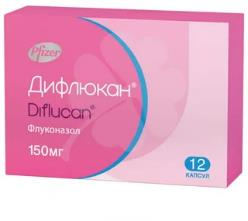 Pfizer
Дифлюкан®
Diflucan®
Флуконазол
150мг
12
КАПСУЛ